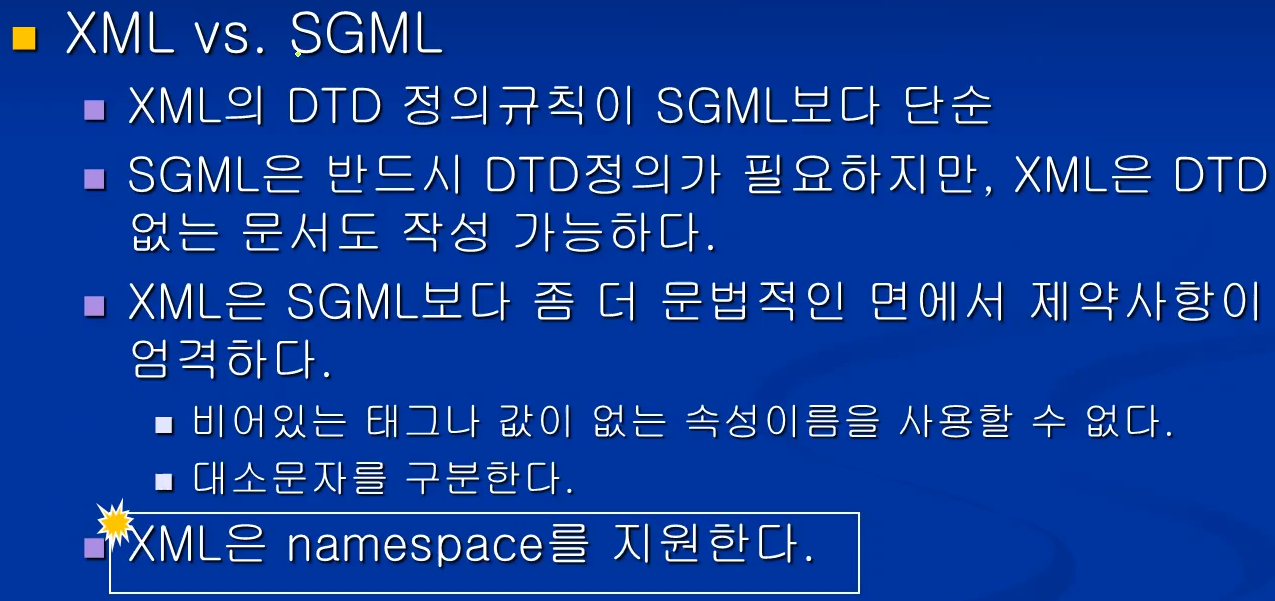 XML vs. SGML
XML의 DTD 정의규칙이 SGML보다 단순
SGML은 반드시 DTD정의가 필요하지만, XML은 DTD
없는 문서도 작성 가능하다.
XML은 SGML보다 좀 더 문법적인 면에서 제약사항이
엄격하다.
비어있는 태그나 값이 없는 속성이름을 사용할 수 없다.
대소문자를 구분한다.
XML은 namespace를 지원한다.